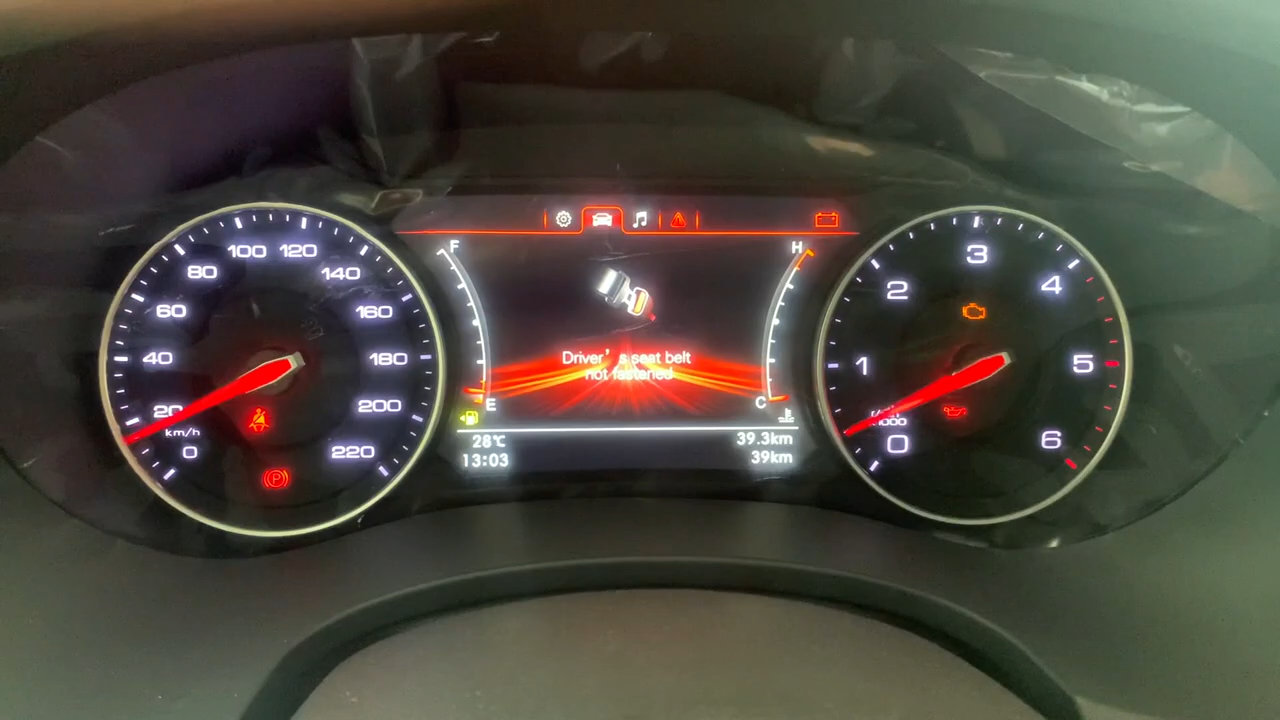 100 120
80 140
60 160
40 180
20 200
km/h
0 220
P
F H
Driver's seat belt
not fastened
E C
28℃ 39.3km
13:03 39km
3
2 4
1 5
0 6